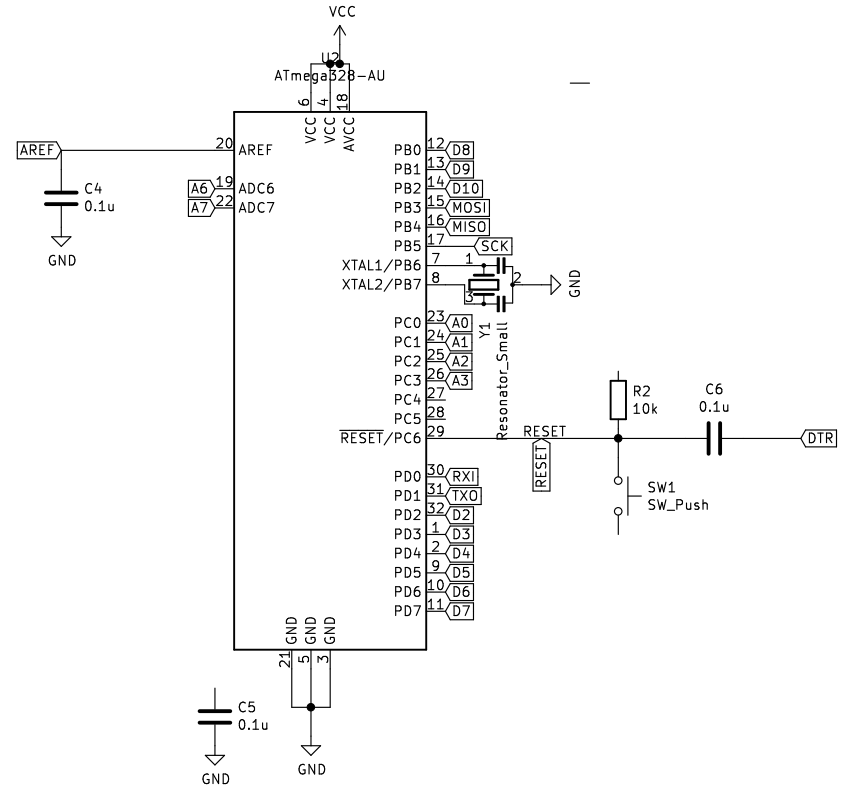 VCC
U2
ATmega328-AU
6
4
18
VCC
VCC
AVCC
AREF
20
AREF
C4
0.1u
GND
A6
19
ADC6
A7
22
ADC7
PB0
12
D8
PB1
13
D9
PB2
14
D10
PB3
15
MOSI
PB4
16
MISO
PB5
17
SCK
XTAL1/PB6
7
1
XTAL2/PB7
8
3
2
GND
Y1
Resonator_Small
PC0
23
A0
PC1
24
A1
PC2
25
A2
PC3
26
A3
PC4
27
PC5
28
RESET/PC6
29
RESET
RESET
R2
10k
C6
0.1u
DTR
SW1
SW_Push
PD0
30
RXI
PD1
31
TXO
PD2
32
D2
PD3
1
D3
PD4
2
D4
PD5
9
D5
PD6
10
D6
PD7
11
D7
GND
GND
GND
21
5
3
C5
0.1u
GND
GND